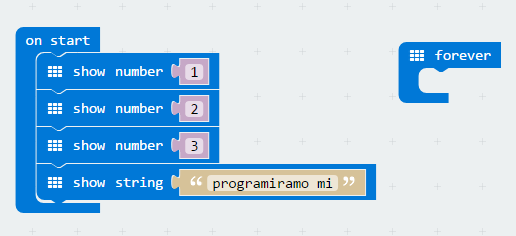 on start
show number 1
show number 2
show number 3
show string “ programiramo mi ”
forever